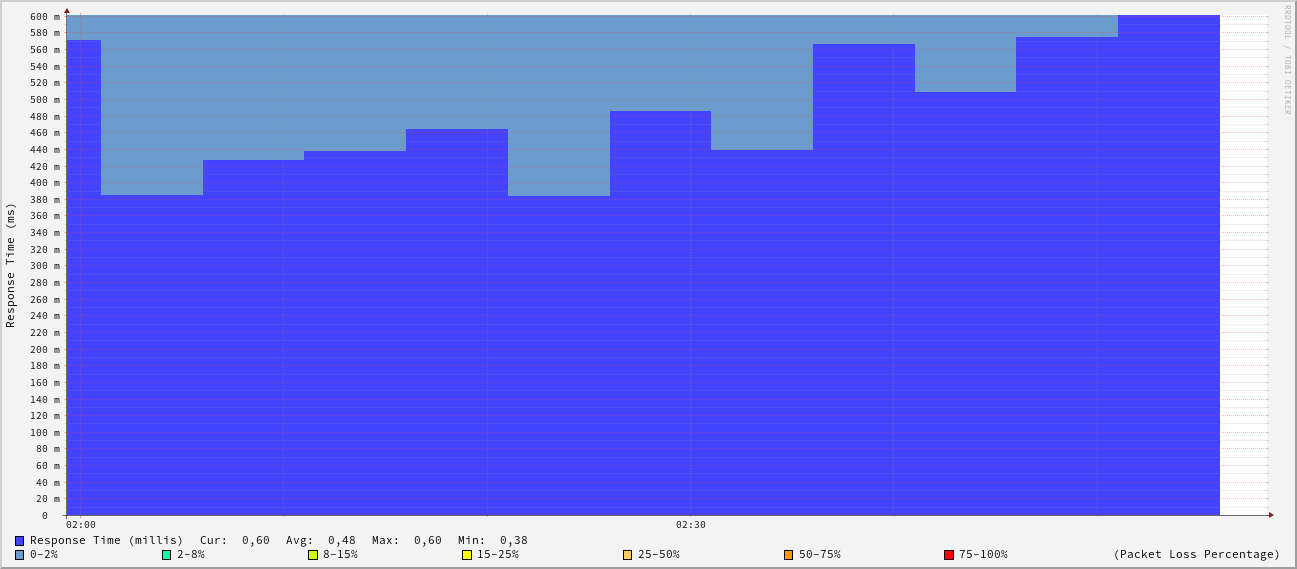 600 m
580 m
560 m
540 m
520 m
500 m
480 m
460 m
440 m
420 m
400 m
380 m
360 m
340 m
320 m
300 m
280 m
260 m
240 m
220 m
200 m
180 m
160 m
140 m
120 m
100 m
80 m
60 m
40 m
20 m
0
Response Time (ms)
RRDTOOL / TOBI OETIKER
02:00 02:30
Response Time (millis) Cur: 0,60 Avg: 0,48 Max: 0,60 Min: 0,38
0-2% 2-8% 8-15% 15-25% 25-50% 50-75% 75-100% (Packet Loss Percentage)